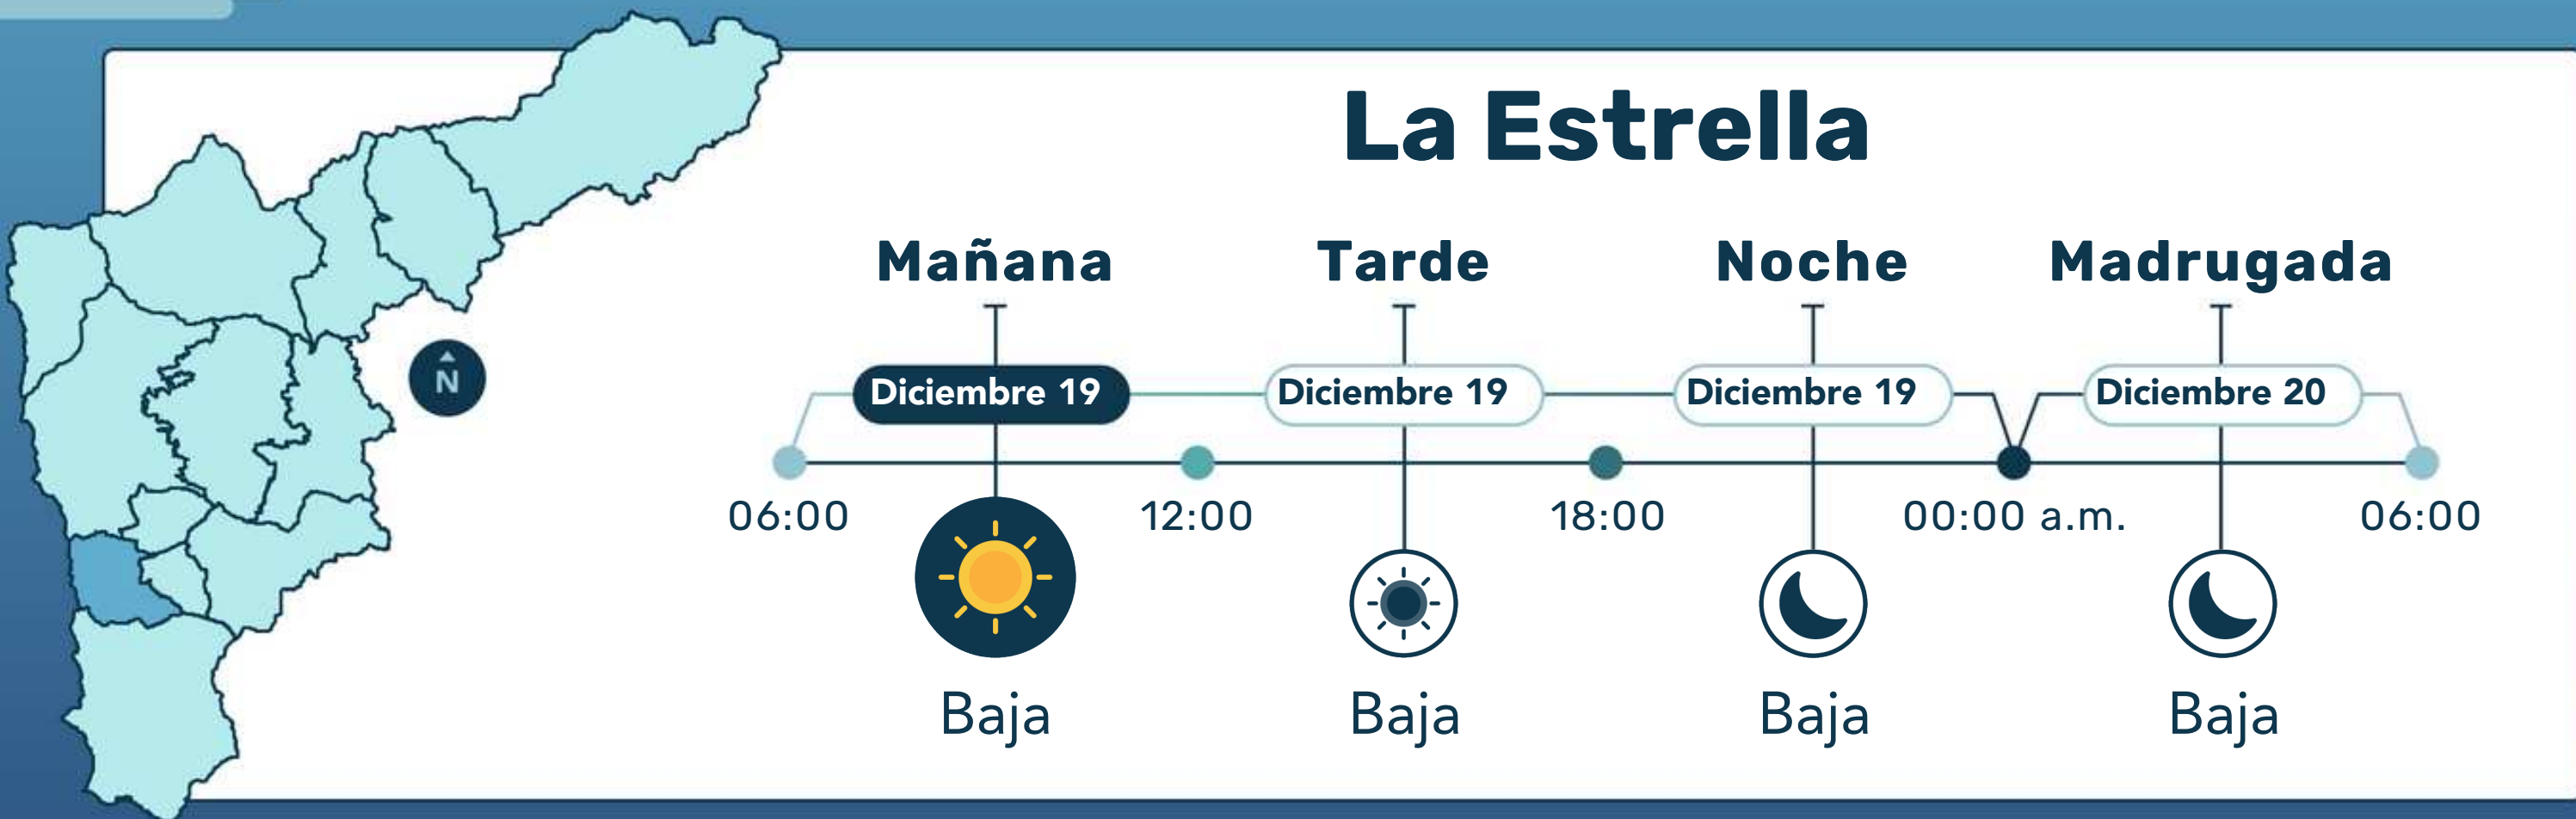 La Estrella
Mañana Tarde Noche Madrugada
Diciembre 19 Diciembre 19 Diciembre 19 Diciembre 20
N
06:00 12:00 18:00 00:00 a.m. 06:00
Baja Baja Baja Baja